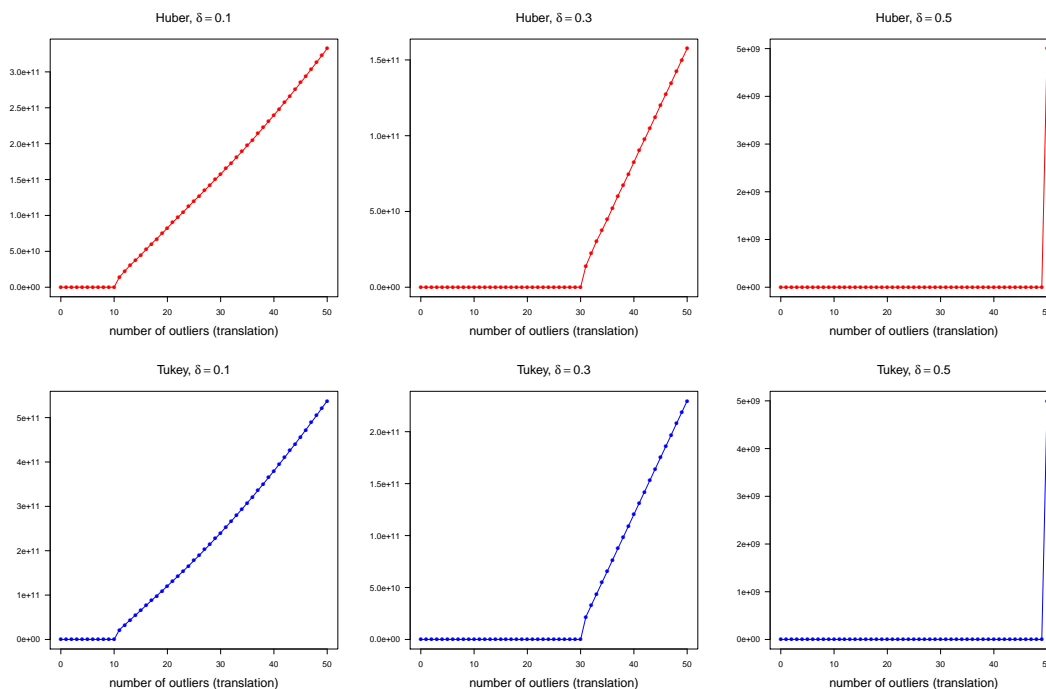 Huber, δ = 0.1
3.0e+11
2.5e+11
2.0e+11
1.5e+11
1.0e+11
5.0e+10
0.0e+00
0 10 20 30 40 50
number of outliers (translation)
Huber, δ = 0.3
1.5e+11
1.0e+11
5.0e+10
0.0e+00
0 10 20 30 40 50
number of outliers (translation)
Huber, δ = 0.5
5e+09
4e+09
3e+09
2e+09
1e+09
0e+00
0 10 20 30 40 50
number of outliers (translation)
Tukey, δ = 0.1
5e+11
4e+11
3e+11
2e+11
1e+11
0e+00
0 10 20 30 40 50
number of outliers (translation)
Tukey, δ = 0.3
2.0e+11
1.5e+11
1.0e+11
5.0e+10
0.0e+00
0 10 20 30 40 50
number of outliers (translation)
Tukey, δ = 0.5
5e+09
4e+09
3e+09
2e+09
1e+09
0e+00
0 10 20 30 40 50
number of outliers (translation)